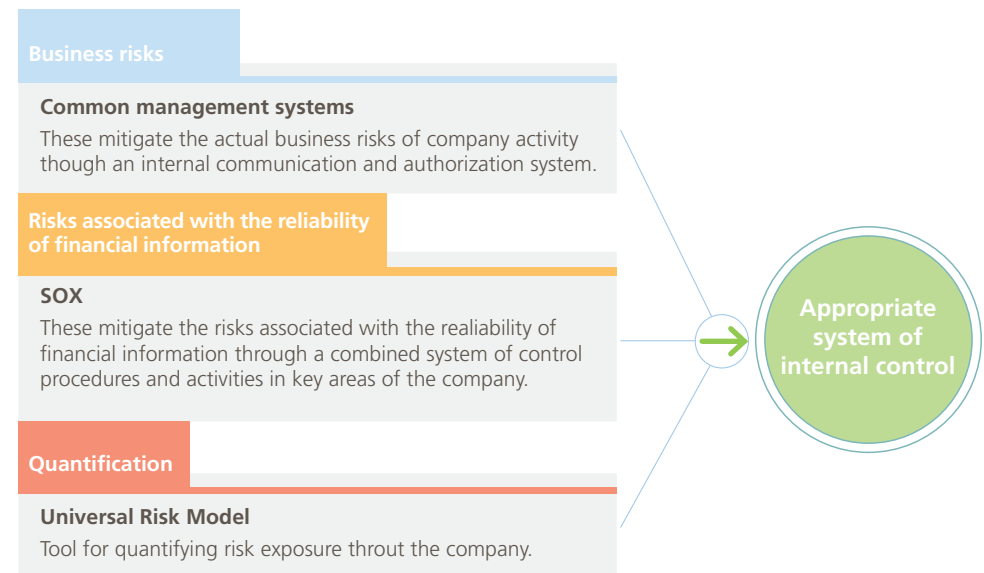 Business risks
Common management systems
These mitigate the actual business risks of company activity
though an internal communication and authorization system.
Risks associated with the reliability
of financial information
SOX
These mitigate the risks associated with the realiability of
financial information through a combined system of control
procedures and activities in key areas of the company.
Quantification
Universal Risk Model
Tool for quantifying risk exposure throut the company.
Appropriate
system of
internal control